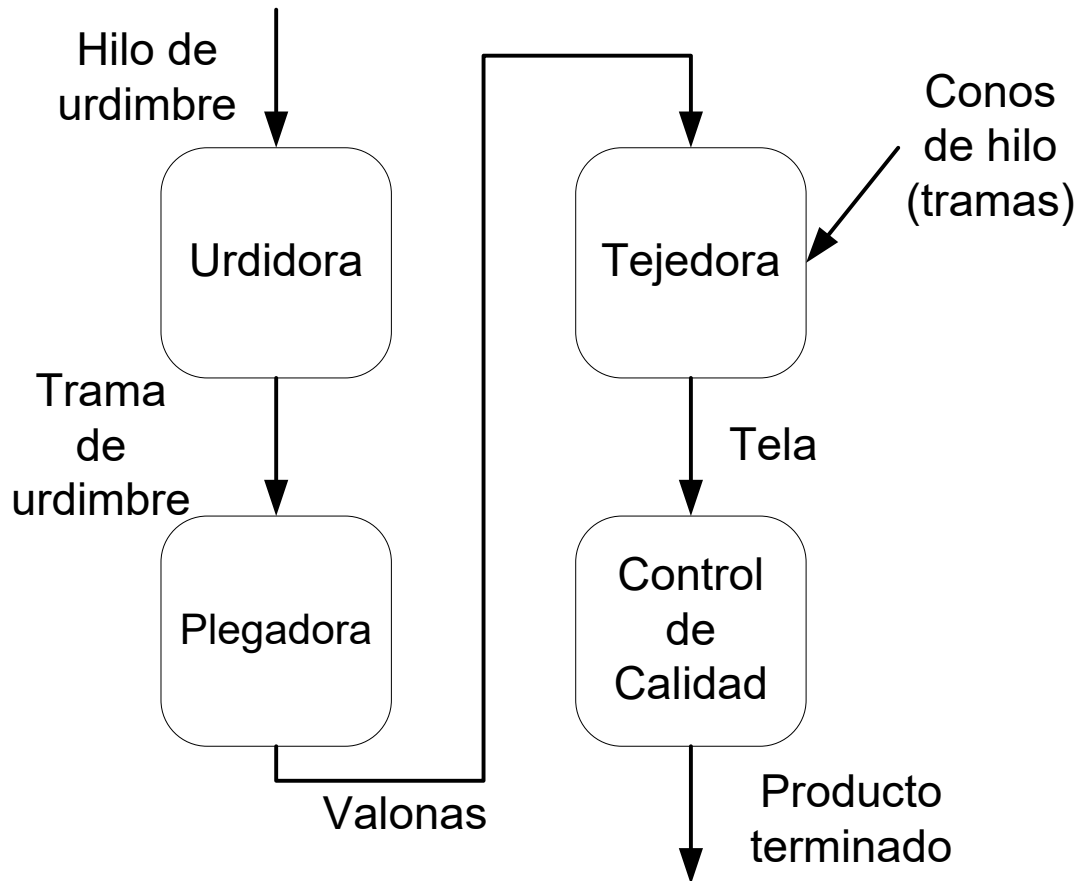 Hilo de
urdimbre
Urdidora
Trama
de
urdimbre
Plegadora
Valonas
Conos
de hilo
(tramas)
Tejedora
Tela
Control
de
Calidad
Producto
terminado